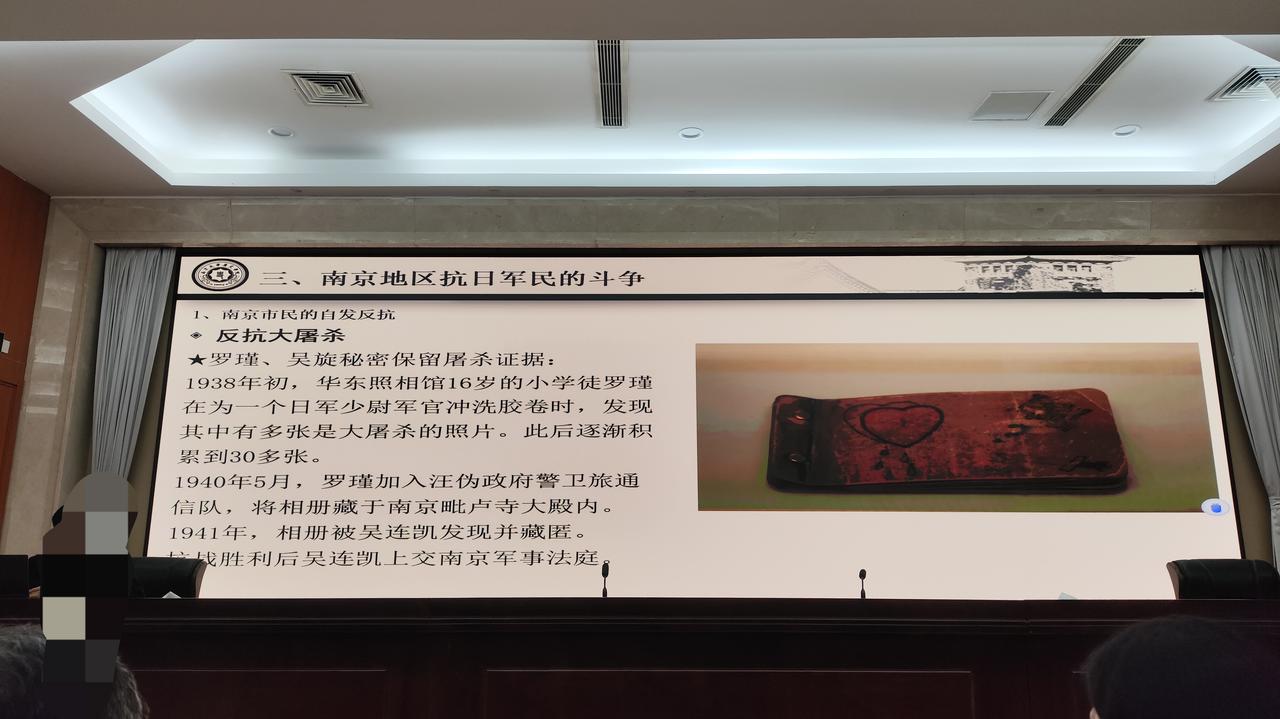 三、南京地区抗日军民的斗争
1、南京市民的自发反抗
◈ 反抗大屠杀
★罗瑾、吴旋秘密保留屠杀证据：
1938年初，华东照相馆16岁的小学徒罗瑾
在为一个日军少尉军官冲洗胶卷时，发现
其中有多张是大屠杀的照片。此后逐渐积
累到30多张。
1940年5月，罗瑾加入汪伪政府警卫旅通
信队，将相册藏于南京毗卢寺大殿内。
1941年，相册被吴连凯发现并藏匿。
抗战胜利后吴连凯上交南京军事法庭。